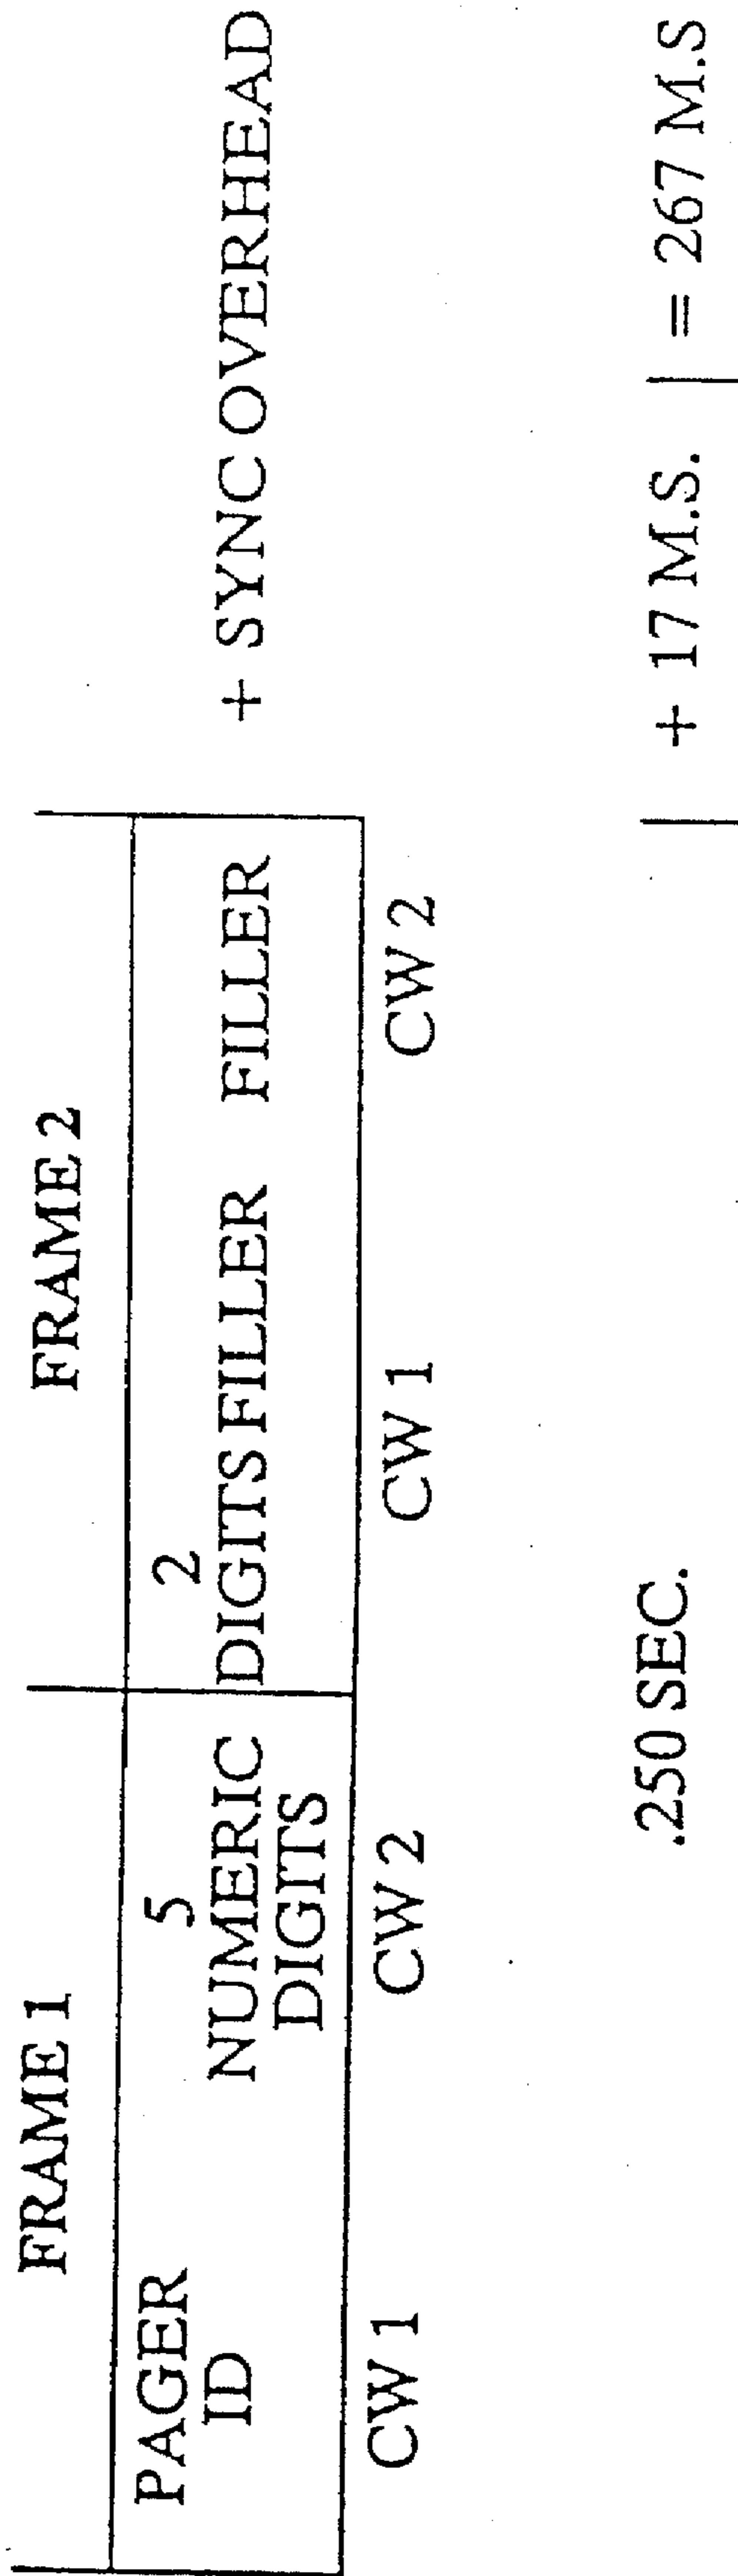 FRAME 1 FRAME 2
PAGER ID 5 NUMERIC DIGITS 2 DIGITS FILLER FILLER + SYNC OVERHEAD
CW 1 CW 2 CW 1 CW 2
.250 SEC. + 17 M.S. = 267 M.S